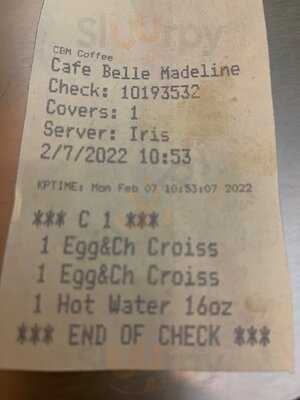 Sluurpy
CBM Coffee
Cafe Belle Madeline
Check: 10193532
Covers: 1
Server: Iris
2/7/2022 10:53
KPTIME: Mon Feb 07 10:53:07 2022
*** C 1 ***
1 Egg&Ch Croiss
1 Egg&Ch Croiss
1 Hot Water 16oz
*** END OF CHECK ***
Sluurpy